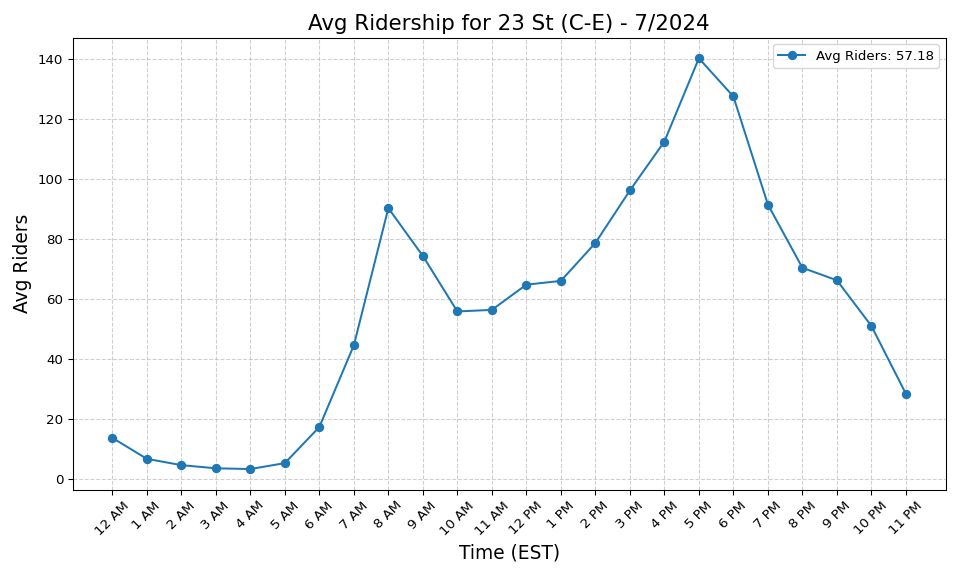 Avg Ridership for 23 St (C-E) - 7/2024
Avg Riders: 57.18
Avg Riders
140
120
100
80
60
40
20
0
12 AM
1 AM
2 AM
3 AM
4 AM
5 AM
6 AM
7 AM
8 AM
9 AM
10 AM
11 AM
12 PM
1 PM
2 PM
3 PM
4 PM
5 PM
6 PM
7 PM
8 PM
9 PM
10 PM
11 PM
Time (EST)